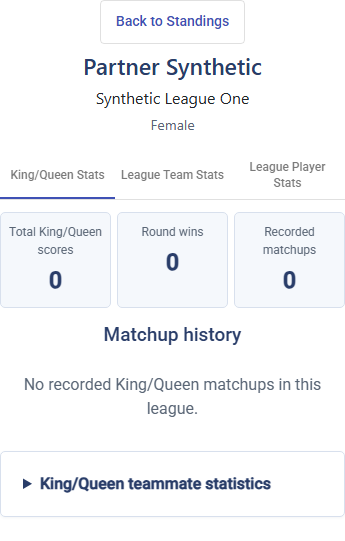 Back to Standings
Partner Synthetic
Synthetic League One
Female
King/Queen Stats
League Team Stats
League Player
Stats
Total King/Queen
scores
0
Round wins
0
Recorded
matchups
0
Matchup history
No recorded King/Queen matchups in this
league.
King/Queen teammate statistics